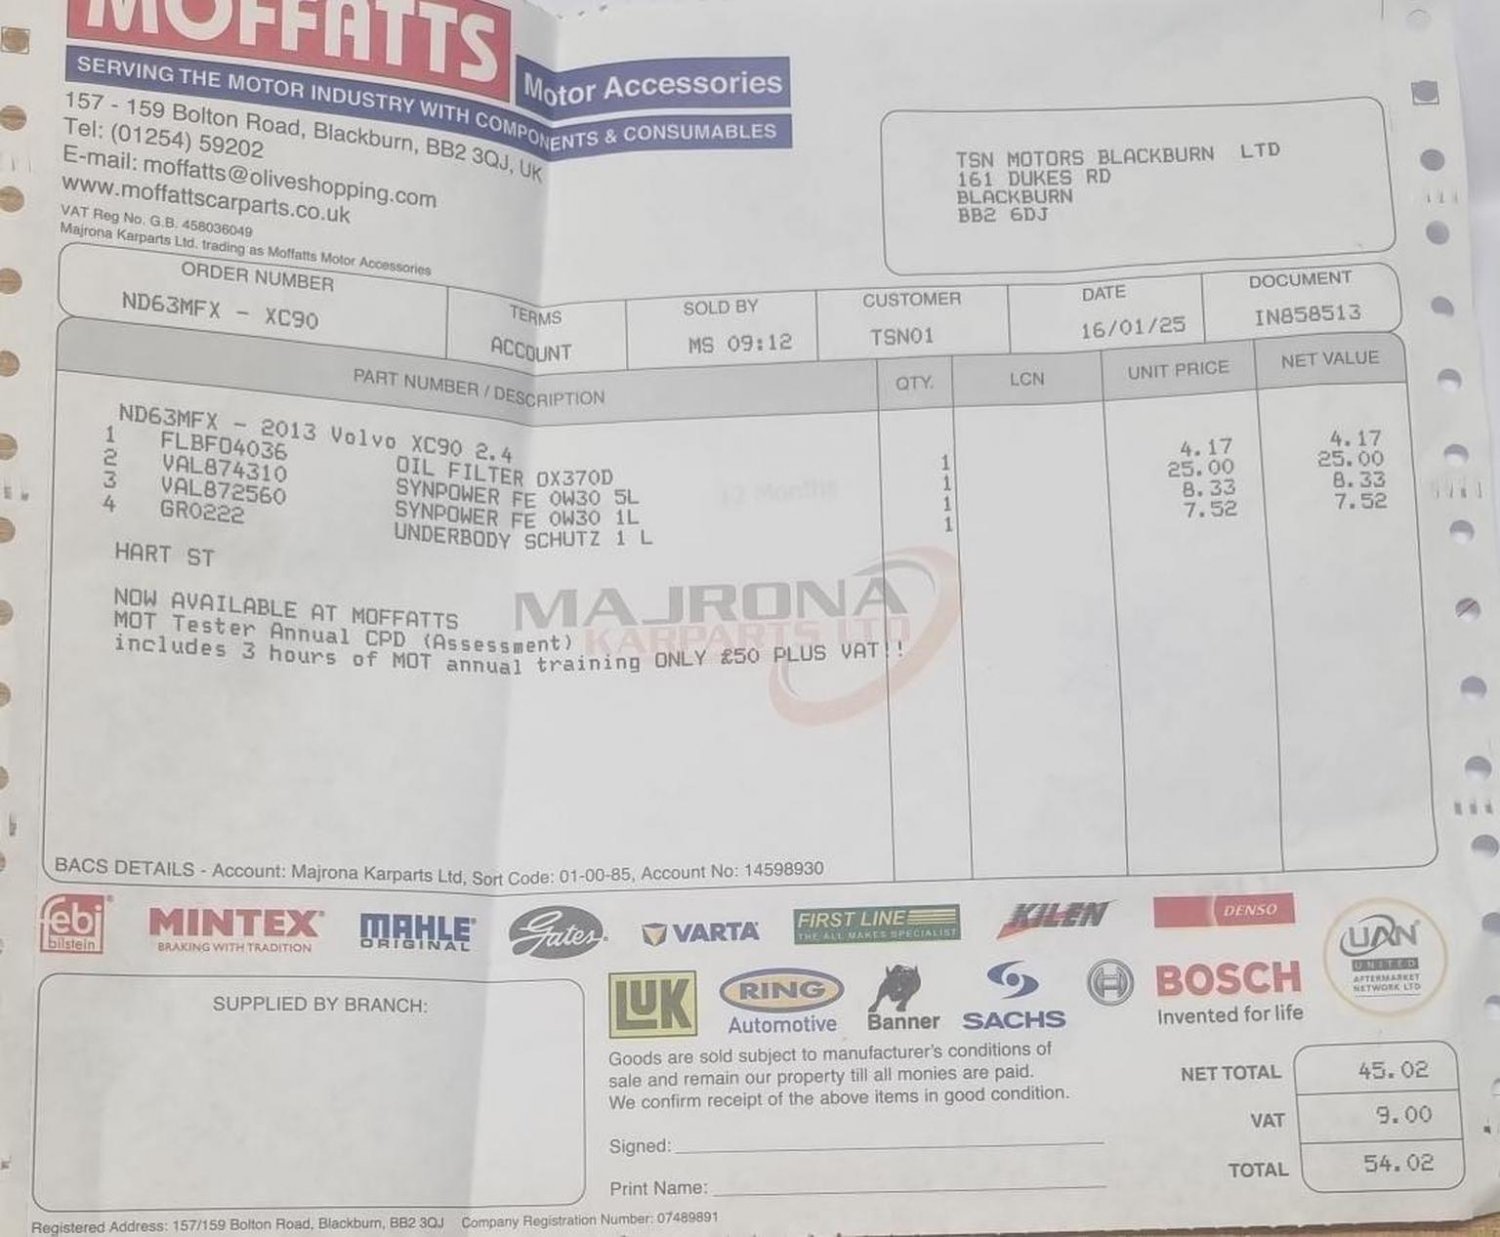 MOFFATTS
Motor Accessories
SERVING THE MOTOR INDUSTRY WITH COMPONENTS & CONSUMABLES
157 - 159 Bolton Road, Blackburn, BB2 3QJ, UK
Tel: (01254) 59202
E-mail: moffatts@oliveshopping.com
www.moffattscarparts.co.uk
VAT Reg No. G.B. 458036049
Majrona Karparts Ltd. trading as Moffatts Motor Accessories
TSN MOTORS BLACKBURN LTD
161 DUKES RD
BLACKBURN
BB2 6DJ
ORDER NUMBER TERMS SOLD BY CUSTOMER DATE DOCUMENT
ND63MFX - XC90 ACCOUNT MS 09:12 TSN01 16/01/25 IN858513
PART NUMBER / DESCRIPTION QTY. LCN UNIT PRICE NET VALUE
ND63MFX - 2013 Volvo XC90 2.4
1 FLBF04036 OIL FILTER OX370D 1 4.17 4.17
2 VAL874310 SYNPOWER FE 0W30 5L 1 25.00 25.00
3 VAL872560 SYNPOWER FE 0W30 1L 1 8.33 8.33
4 GRO222 UNDERBODY SCHUTZ 1 L 1 7.52 7.52
HART ST
NOW AVAILABLE AT MOFFATTS
MOT Tester Annual CPD (Assessment)
includes 3 hours of MOT annual training ONLY £50 PLUS VAT!!
MAJRONA
KARPARTS LTD
BACS DETAILS - Account: Majrona Karparts Ltd, Sort Code: 01-00-85, Account No: 14598930
febi bilstein
MINTEX
BRAKING WITH TRADITION
MAHLE
ORIGINAL
Gates
VARTA
FIRST LINE
THE ALL MAKES SPECIALIST
KILEN
DENSO
UAN
UNITED
AFTERMARKET
NETWORK LTD
SUPPLIED BY BRANCH:
LUK
RING
Automotive
Banner
SACHS
BOSCH
Invented for life
Goods are sold subject to manufacturer's conditions of
sale and remain our property till all monies are paid.
We confirm receipt of the above items in good condition.
Signed:
Print Name:
NET TOTAL 45.02
VAT 9.00
TOTAL 54.02
Registered Address: 157/159 Bolton Road, Blackburn, BB2 3QJ Company Registration Number: 07489891